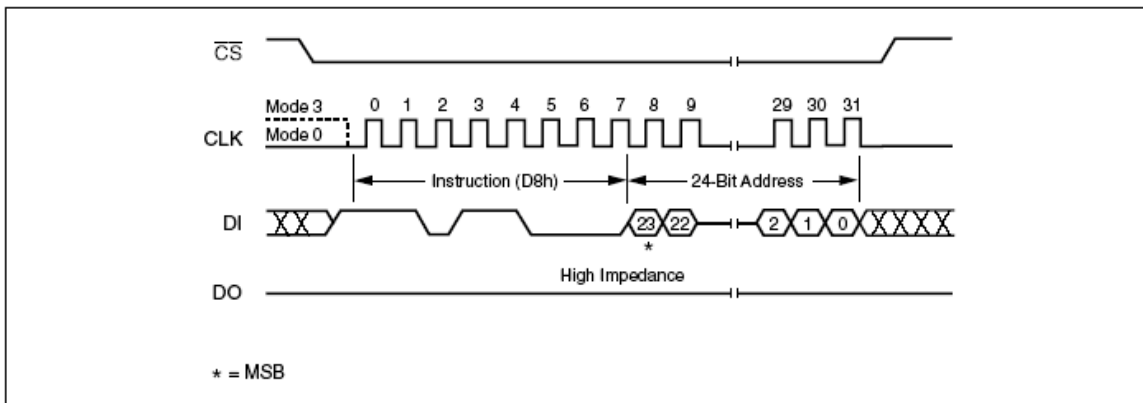 CS
Mode 3
0 1 2 3 4 5 6 7 8 9 29 30 31
Mode 0
CLK
Instruction (D8h)
24-Bit Address
DI
23 22 2 1 0
*
High Impedance
DO
* = MSB